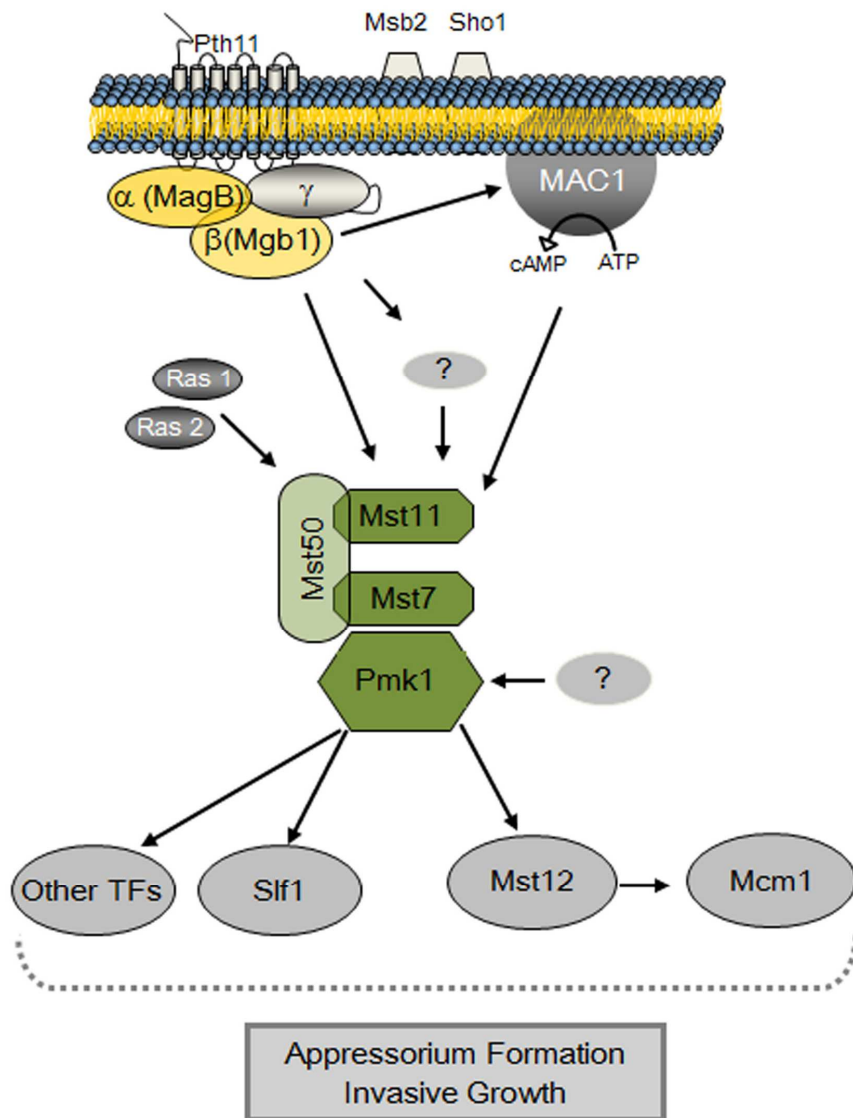 Msb2 Sho1
Pth11
α (MagB)
γ
β(Mgb1)
MAC1
cAMP ATP
?
Ras 1
Ras 2
Mst50
Mst11
Mst7
Pmk1
?
Other TFs
Slf1
Mst12
Mcm1
Appressorium Formation
Invasive Growth